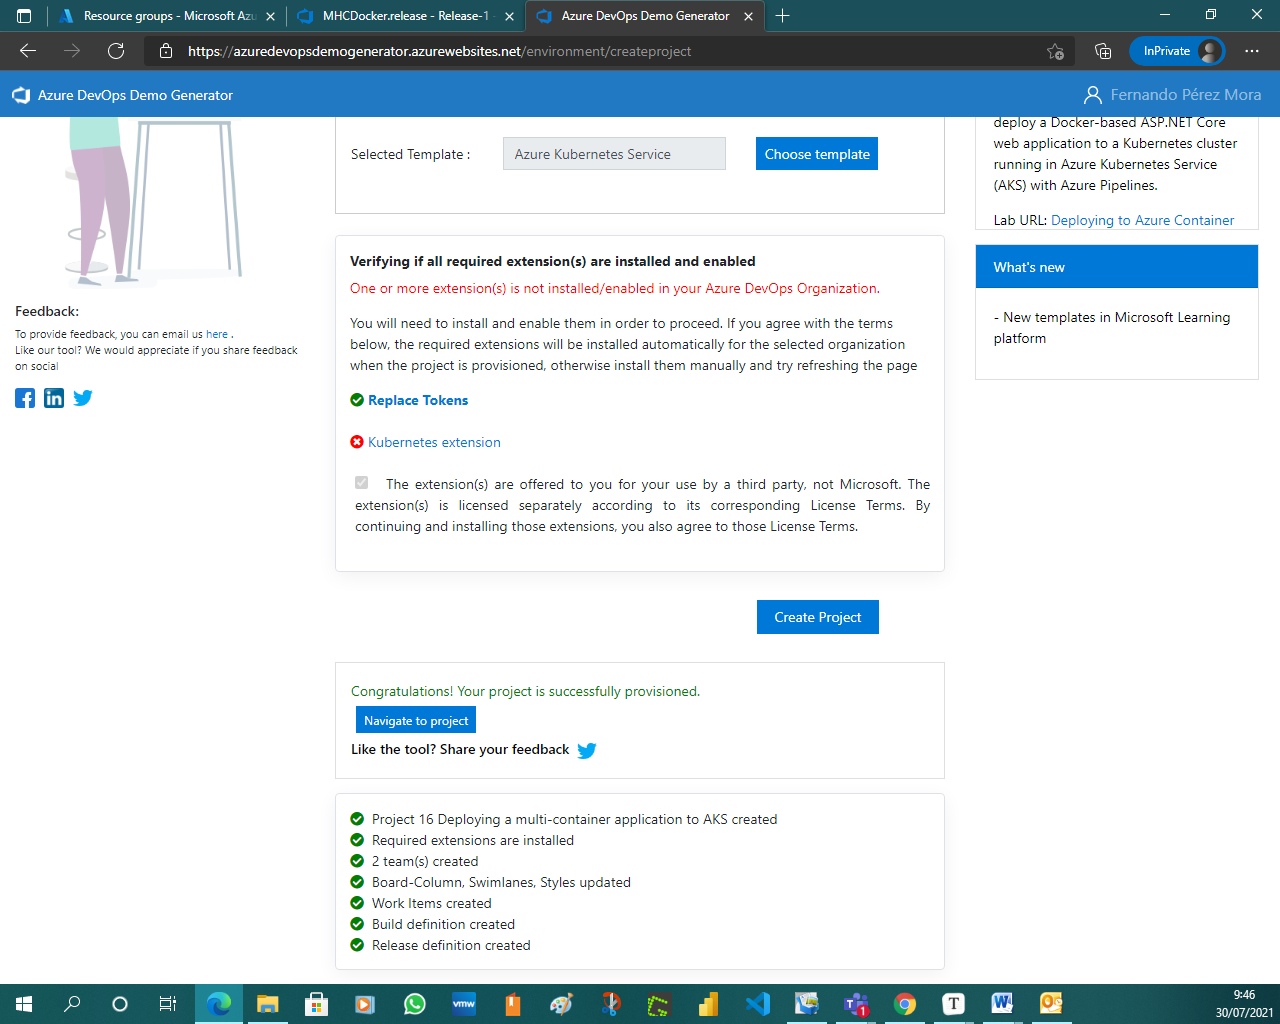 Resource groups - Microsoft Azu
MHCDocker.release - Release-1 -
Azure DevOps Demo Generator
https://azuredevopsdemogenerator.azurewebsites.net/environment/createproject
InPrivate
Azure DevOps Demo Generator
Fernando Pérez Mora
Selected Template :
Azure Kubernetes Service
Choose template
deploy a Docker-based ASP.NET Core
web application to a Kubernetes cluster
running in Azure Kubernetes Service
(AKS) with Azure Pipelines.
Lab URL: Deploying to Azure Container
What's new
- New templates in Microsoft Learning
platform
Feedback:
To provide feedback, you can email us here .
Like our tool? We would appreciate if you share feedback
on social
Verifying if all required extension(s) are installed and enabled
One or more extension(s) is not installed/enabled in your Azure DevOps Organization.
You will need to install and enable them in order to proceed. If you agree with the terms
below, the required extensions will be installed automatically for the selected organization
when the project is provisioned, otherwise install them manually and try refreshing the page
Replace Tokens
Kubernetes extension
The extension(s) are offered to you for your use by a third party, not Microsoft. The
extension(s) is licensed separately according to its corresponding License Terms. By
continuing and installing those extensions, you also agree to those License Terms.
Create Project
Congratulations! Your project is successfully provisioned.
Navigate to project
Like the tool? Share your feedback
Project 16 Deploying a multi-container application to AKS created
Required extensions are installed
2 team(s) created
Board-Column, Swimlanes, Styles updated
Work Items created
Build definition created
Release definition created
vmw
1
T
W
9:46
30/07/2021